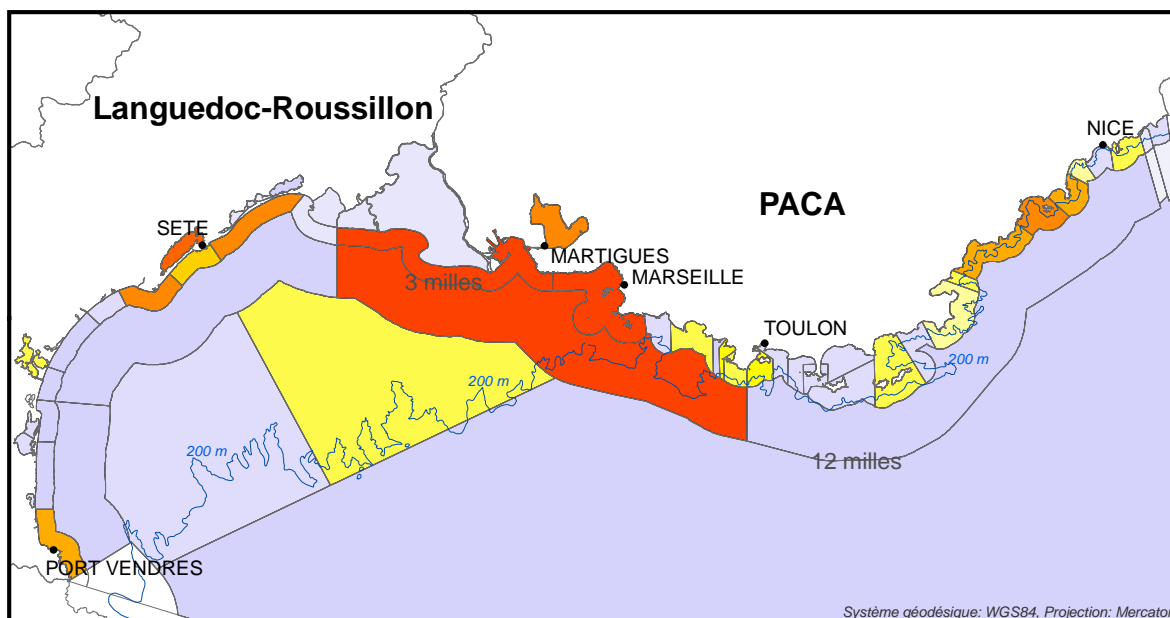 Languedoc-Roussillon
NICE
PACA
SETE
MARTIGUES
3 milles
MARSEILLE
TOULON
200 m
200 m
200 m
12 milles
PORT VENDRES
Système géodésique: WGS84, Projection: Mercator